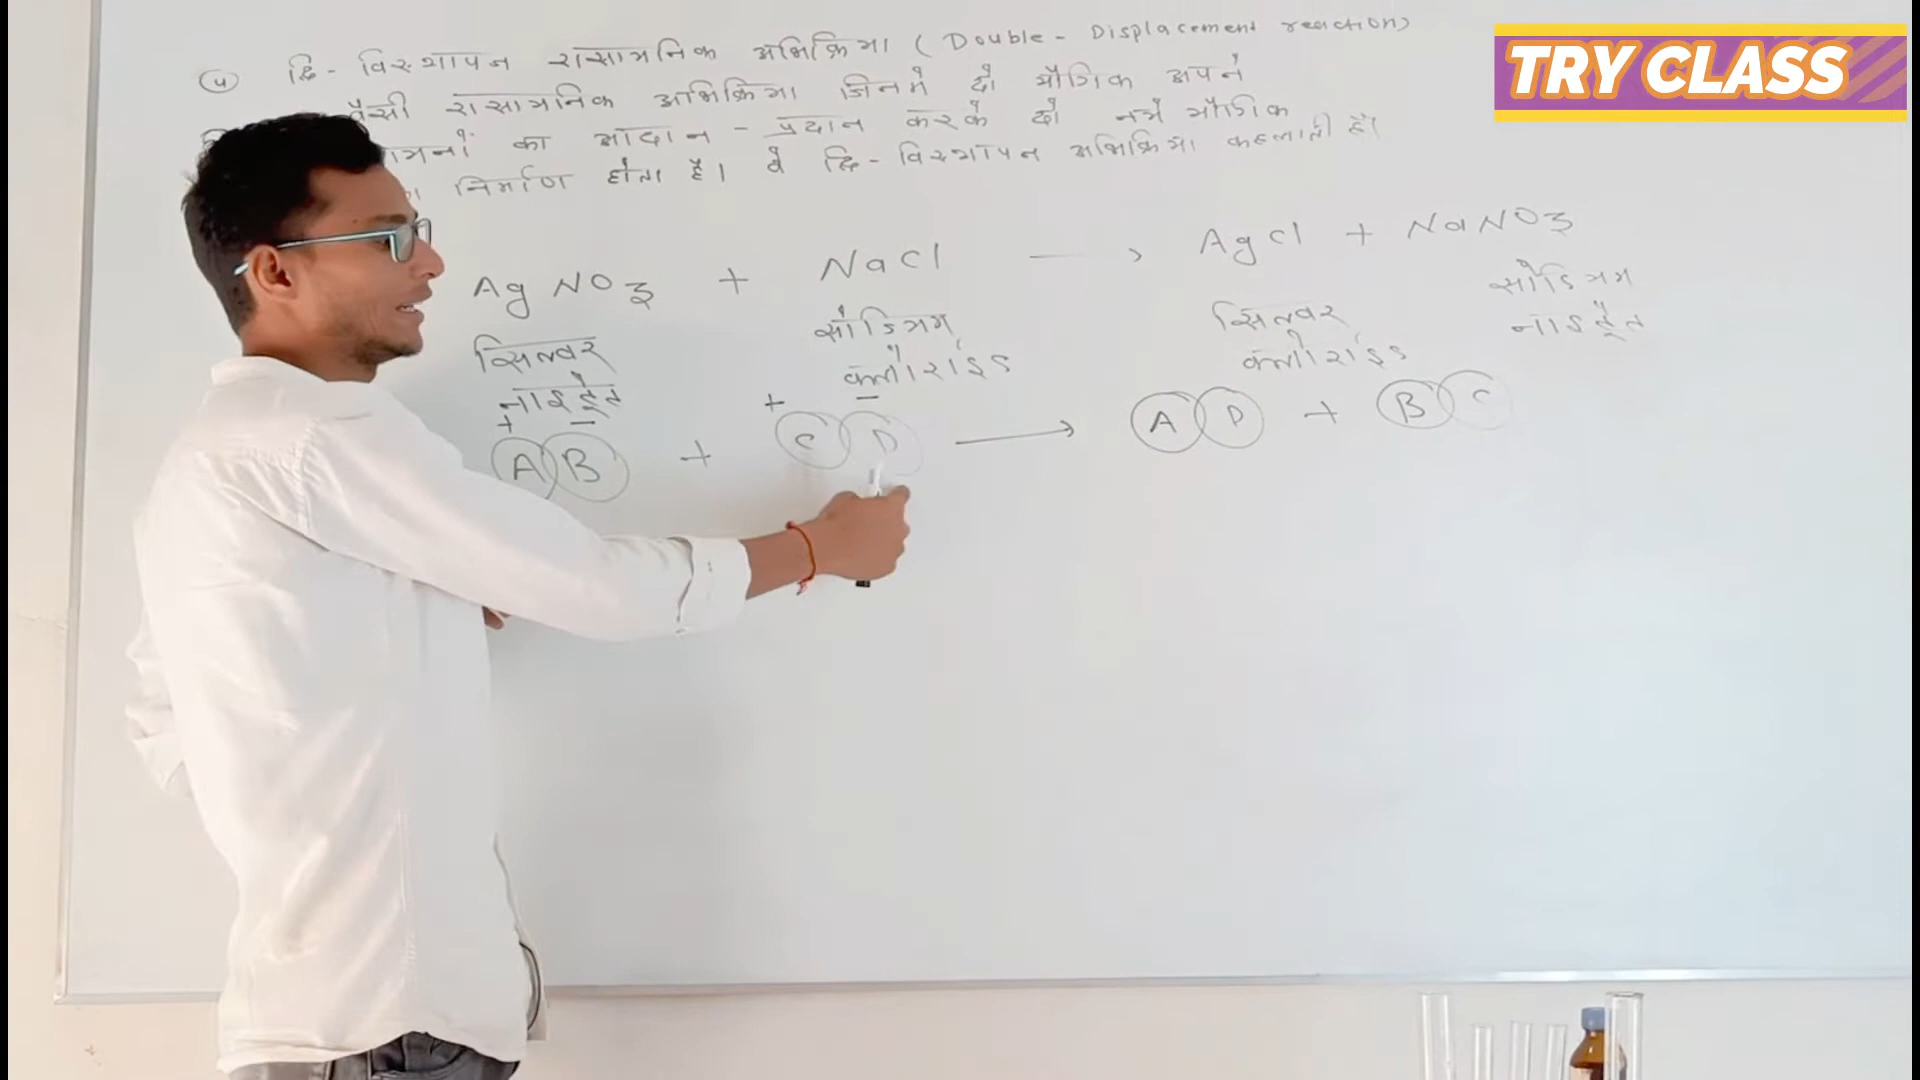 (4) द्वि-विस्थापन रासायनिक अभिक्रिया (Double-Displacement reaction)
वैसी रासायनिक अभिक्रिया जिनमें दो यौगिक अपने
का आदान-प्रदान करके दो नये यौगिक
निर्माण होता है। वे द्वि-विस्थापन अभिक्रिया कहलाती है।
AgNO3 + NaCl → AgCl + NaNO3
सिल्वर नाइट्रेट सोडियम क्लोराइड सिल्वर क्लोराइड सोडियम नाइट्रेट
+ − + −
A B + C D → A D + B C
TRY CLASS